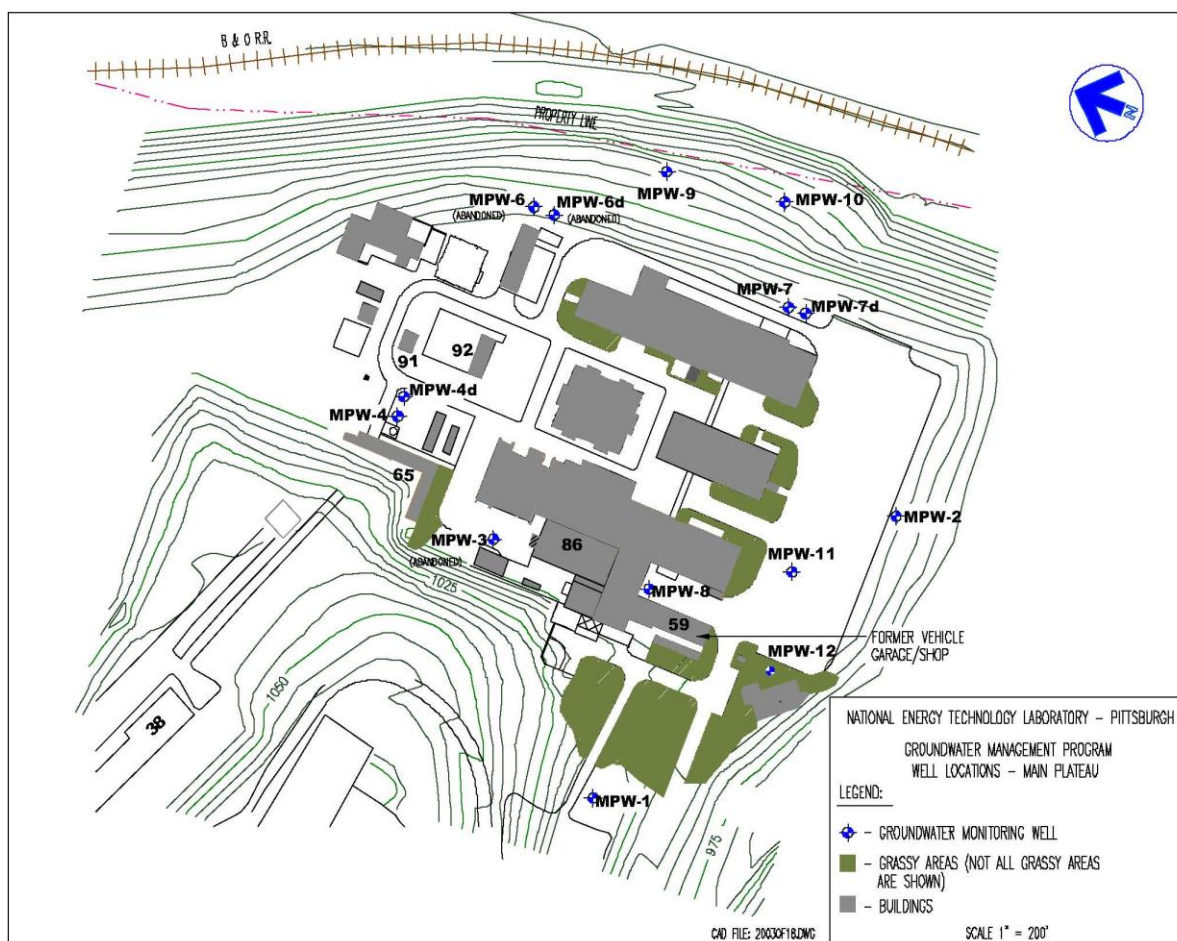 B & O R.R.
PROPERTY LINE
N
MPW-6
(ABANDONED)
MPW-6d
(ABANDONED)
MPW-9
MPW-10
MPW-7
MPW-7d
91
92
MPW-4d
MPW-4
65
MPW-3
(ABANDONED)
86
MPW-2
MPW-11
MPW-8
59
FORMER VEHICLE
GARAGE/SHOP
MPW-12
1025
1050
38
MPW-1
975
NATIONAL ENERGY TECHNOLOGY LABORATORY - PITTSBURGH
GROUNDWATER MANAGEMENT PROGRAM
WELL LOCATIONS - MAIN PLATEAU
LEGEND:
- GROUNDWATER MONITORING WELL
- GRASSY AREAS (NOT ALL GRASSY AREAS
ARE SHOWN)
- BUILDINGS
CAD FILE: 20030F18.DWG
SCALE 1" = 200'